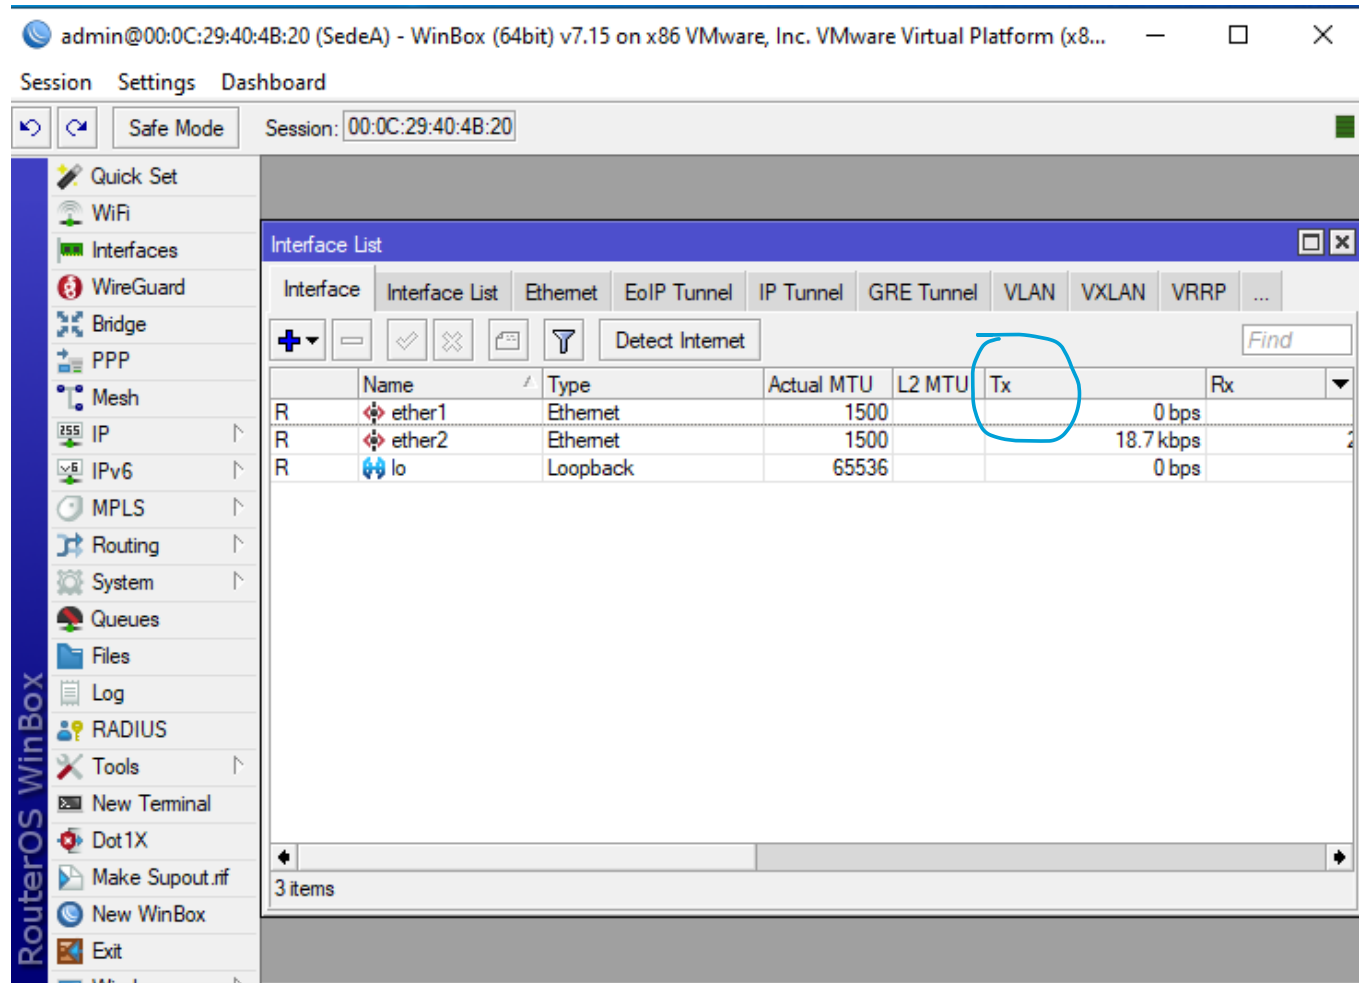 admin@00:0C:29:40:4B:20 (SedeA) - WinBox (64bit) v7.15 on x86 VMware, Inc. VMware Virtual Platform (x8...
Session Settings Dashboard
Safe Mode Session: 00:0C:29:40:4B:20
Quick Set
WiFi
Interfaces
WireGuard
Bridge
PPP
Mesh
IP
IPv6
MPLS
Routing
System
Queues
Files
Log
RADIUS
Tools
New Terminal
Dot1X
Make Supout.rif
New WinBox
Exit
RouterOS WinBox
Interface List
Interface Interface List Ethernet EoIP Tunnel IP Tunnel GRE Tunnel VLAN VXLAN VRRP ...
Detect Internet Find
Name Type Actual MTU L2 MTU Tx Rx
R ether1 Ethernet 1500 0 bps
R ether2 Ethernet 1500 18.7 kbps
R lo Loopback 65536 0 bps
3 items